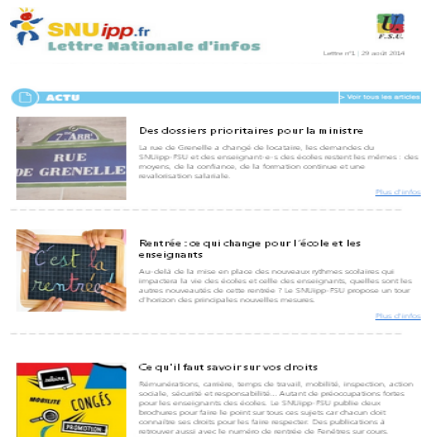 SNUipp.fr
F.S.U.
Lettre Nationale d'infos
Lettre n°1 | 29 août 2014
ACTU
> Voir tous les articles
7me ARRt
RUE
DE GRENELLE
Des dossiers prioritaires pour la ministre
La rue de Grenelle a changé de locataire, les demandes du
SNUipp-FSU et des enseignant-e-s des écoles restent les mêmes : des
moyens, de la confiance, de la formation continue et une
revalorisation salariale.
Plus d'infos
C'est la
rentrée!
Rentrée : ce qui change pour l'école et les
enseignants
Au-delà de la mise en place des nouveaux rythmes scolaires qui
impactera la vie des écoles et celle des enseignants, quelles sont les
autres nouveautés de cette rentrée ? Le SNUipp-FSU propose un tour
d'horizon des principales nouvelles mesures.
Plus d'infos
MOBILITÉ
CONGÉS
Ce qu'il faut savoir sur vos droits
Rémunérations, carrière, temps de travail, mobilité, inspection, action
sociale, sécurité et responsabilité... Autant de préoccupations fortes
pour les enseignants des écoles. Le SNUipp-FSU publie deux
brochures pour faire le point sur tous ces sujets car chacun doit
connaître ses droits pour les faire respecter. Des publications à
retrouver aussi avec le numéro de rentrée de Fenêtres sur cours.